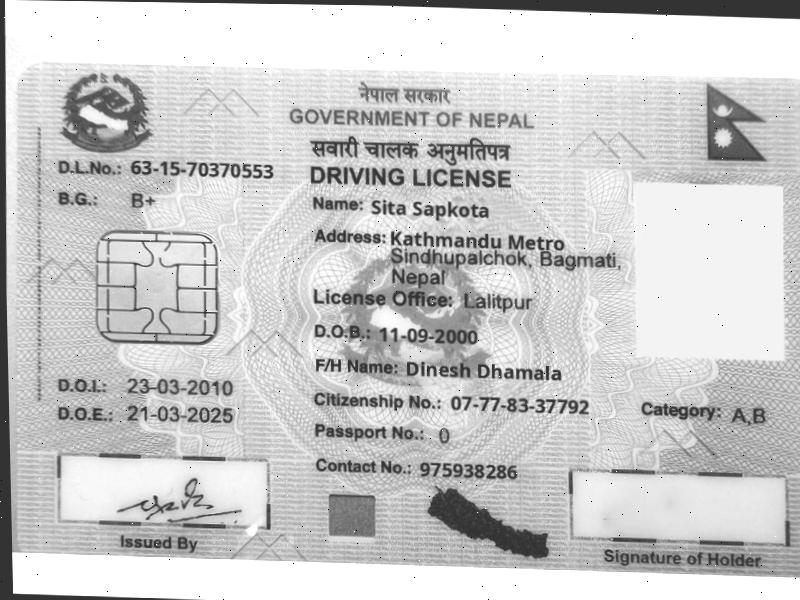 नेपाल सरकार
GOVERNMENT OF NEPAL
सवारी चालक अनुमतिपत्र
DRIVING LICENSE
D.L.No.: 63-15-70370553
B.G.: B+
Name: Sita Sapkota
Address: Kathmandu Metro
Sindhupalchok, Bagmati,
Nepal
License Office: Lalitpur
D.O.B.: 11-09-2000
F/H Name: Dinesh Dhamala
D.O.I.: 23-03-2010
D.O.E.: 21-03-2025
Citizenship No.: 07-77-83-37792
Category: A,B
Passport No.: 0
Contact No.: 975938286
Issued By
Signature of Holder